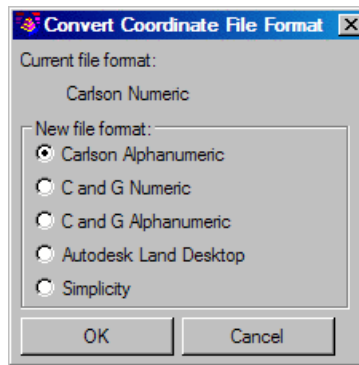 Convert Coordinate File Format
Current file format:
Carlson Numeric
New file format:
Carlson Alphanumeric
C and G Numeric
C and G Alphanumeric
Autodesk Land Desktop
Simplicity
OK Cancel